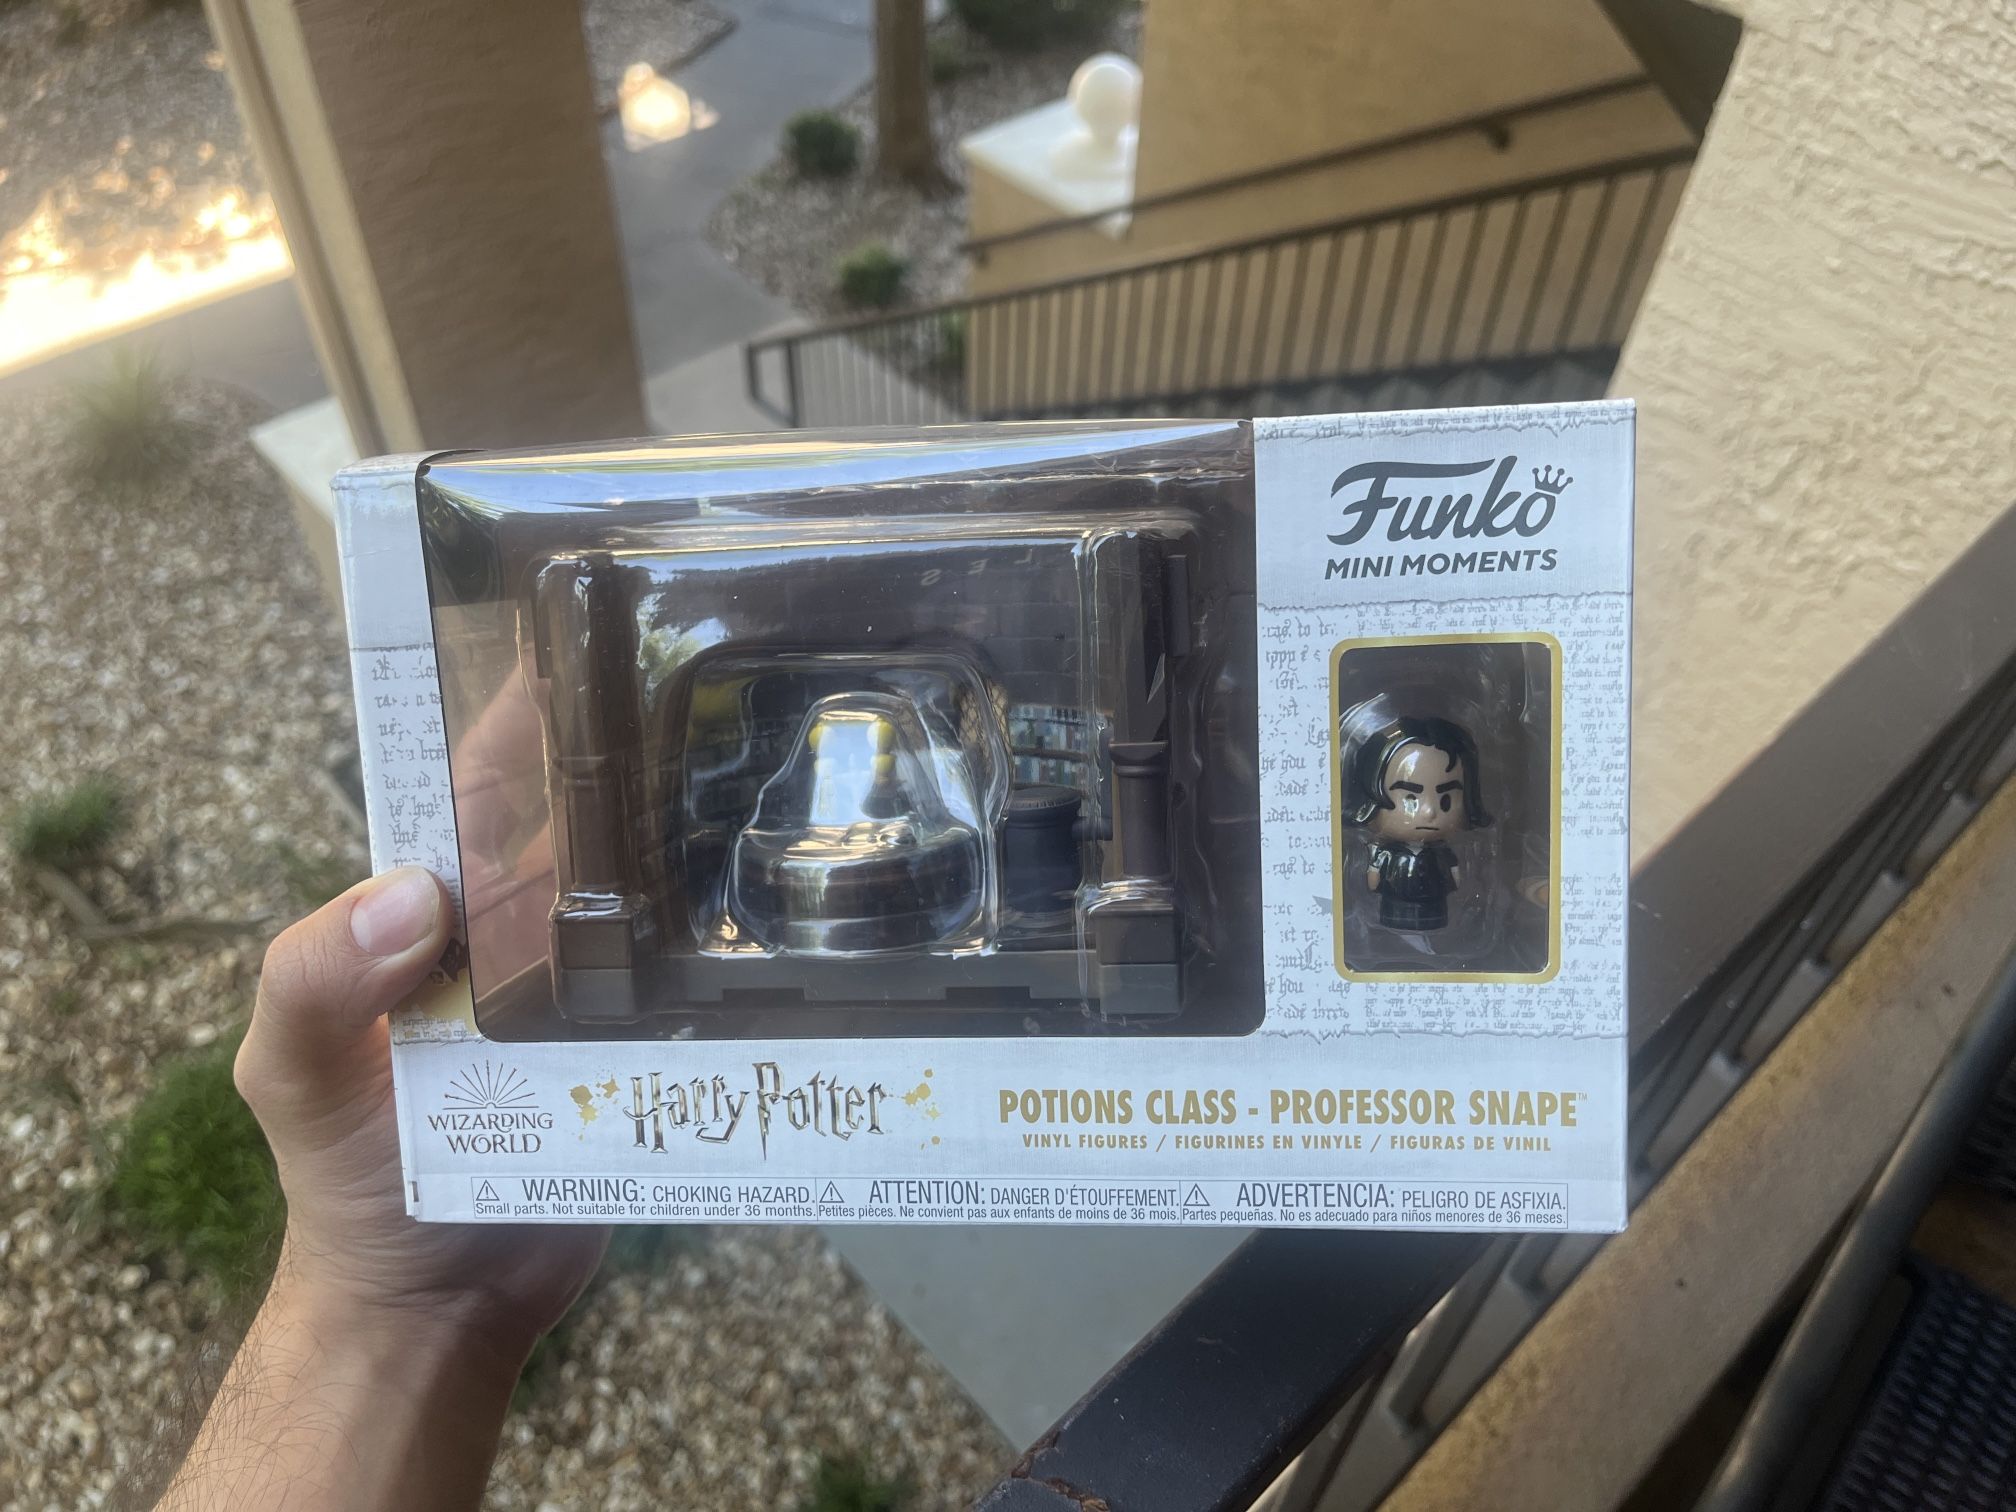 Funko
MINI MOMENTS
WIZARDING
WORLD
Harry Potter
POTIONS CLASS - PROFESSOR SNAPE™
VINYL FIGURES / FIGURINES EN VINYLE / FIGURAS DE VINIL
⚠ WARNING: CHOKING HAZARD.
Small parts. Not suitable for children under 36 months.
⚠ ATTENTION: DANGER D'ÉTOUFFEMENT.
Petites pièces. Ne convient pas aux enfants de moins de 36 mois.
⚠ ADVERTENCIA: PELIGRO DE ASFIXIA.
Partes pequeñas. No es adecuado para niños menores de 36 meses.